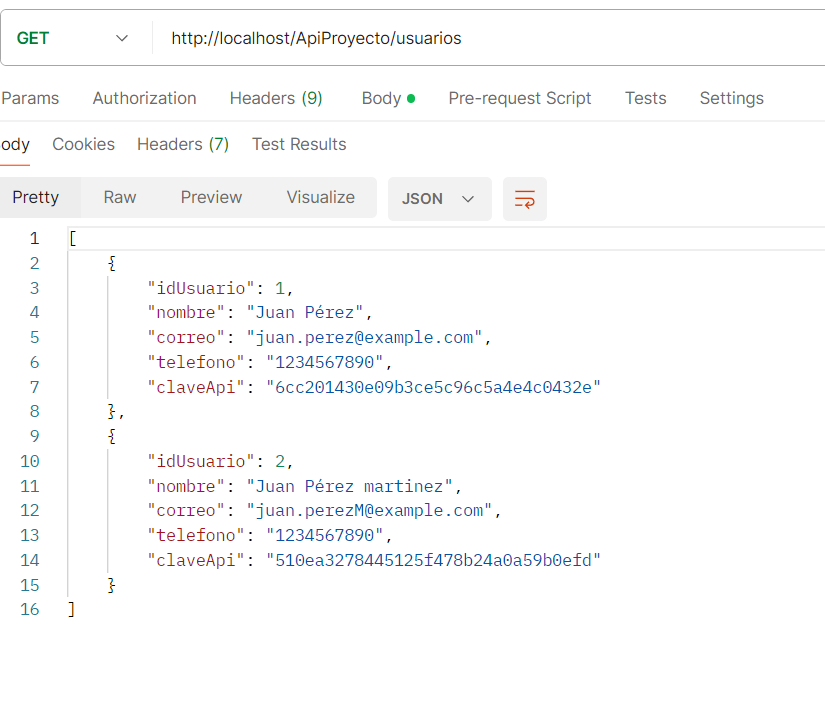 GET http://localhost/ApiProyecto/usuarios
Params Authorization Headers (9) Body Pre-request Script Tests Settings
ody Cookies Headers (7) Test Results
Pretty Raw Preview Visualize JSON
1 [
2 {
3 "idUsuario": 1,
4 "nombre": "Juan Pérez",
5 "correo": "juan.perez@example.com",
6 "telefono": "1234567890",
7 "claveApi": "6cc201430e09b3ce5c96c5a4e4c0432e"
8 },
9 {
10 "idUsuario": 2,
11 "nombre": "Juan Pérez martinez",
12 "correo": "juan.perezM@example.com",
13 "telefono": "1234567890",
14 "claveApi": "510ea3278445125f478b24a0a59b0efd"
15 }
16 ]